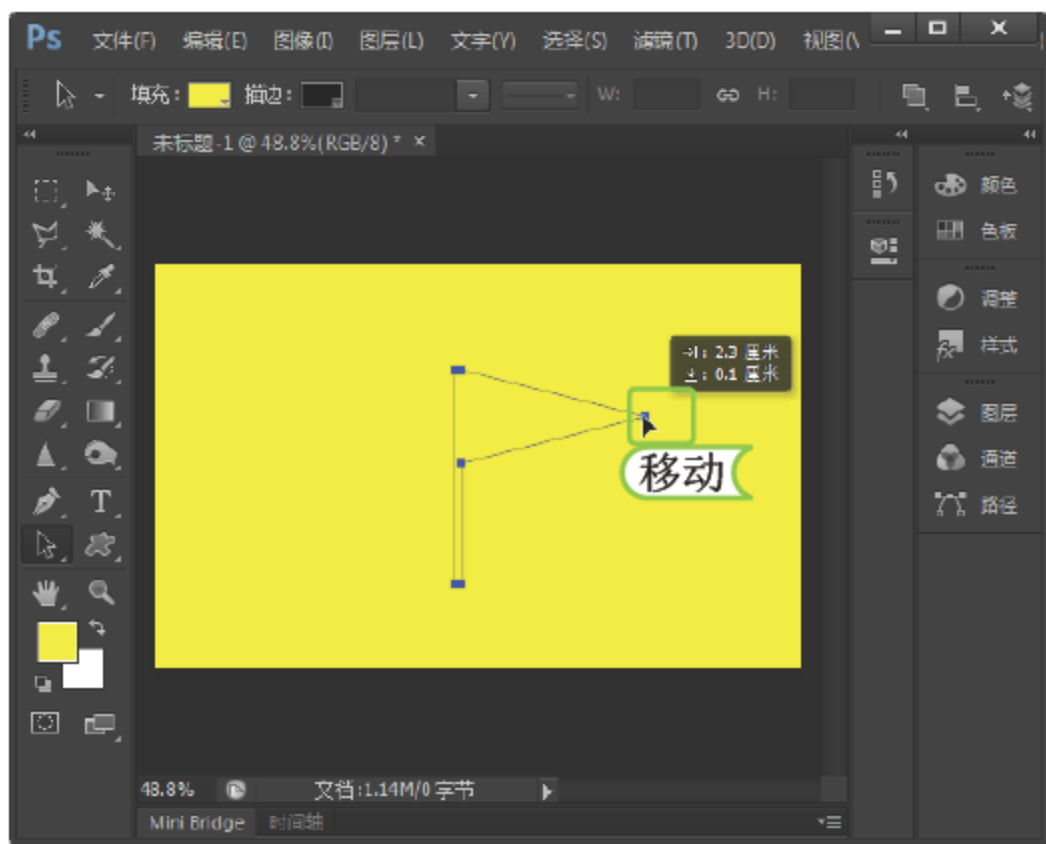 Ps 文件(F) 编辑(E) 图像(I) 图层(L) 文字(Y) 选择(S) 滤镜(T) 3D(D) 视图(V
填充: 描边: W: H:
未标题-1 @ 48.8%(RGB/8) * ×
颜色
色板
调整
样式
图层
通道
路径
→I: 2.3 厘米
↓: 0.1 厘米
移动
48.8% 文档:1.14M/0 字节
Mini Bridge 时间轴